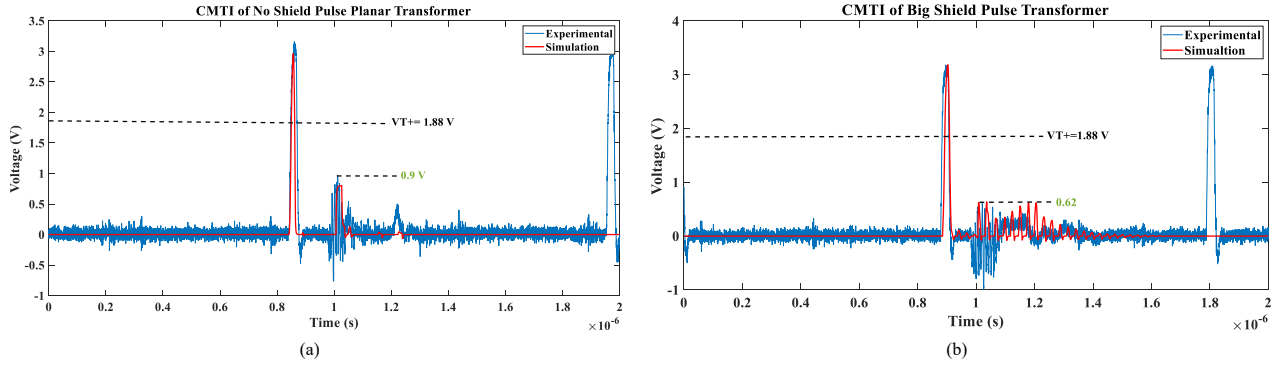 CMTI of No Shield Pulse Planar Transformer
3.5
3
2.5
2
1.5
1
0.5
0
-0.5
-1
Voltage (V)
Experimental
Simulation
VT+= 1.88 V
0.9 V
0
0.2
0.4
0.6
0.8
1
1.2
1.4
1.6
1.8
2
Time (s)
×10-6
(a)
CMTI of Big Shield Pulse Transformer
4
3
2
1
0
-1
Voltage (V)
Experimental
Simualtion
VT+=1.88 V
0.62
0
0.2
0.4
0.6
0.8
1
1.2
1.4
1.6
1.8
2
Time (s)
×10-6
(b)